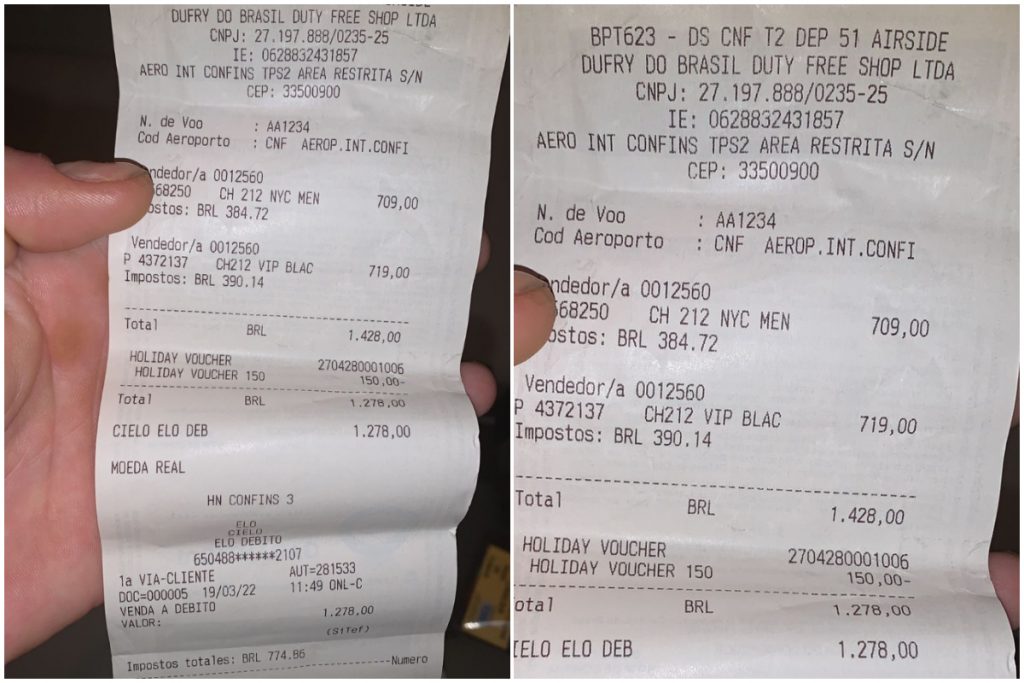 DUFRY DO BRASIL DUTY FREE SHOP LTDA
CNPJ: 27.197.888/0235-25
IE: 0628832431857
AERO INT CONFINS TPS2 AREA RESTRITA S/N
CEP: 33500900
N. de Voo : AA1234
Cod Aeroporto : CNF AEROP.INT.CONFI
ndedor/a 0012560
68250 CH 212 NYC MEN 709,00
ostos: BRL 384.72
Vendedor/a 0012560
P 4372137 CH212 VIP BLAC 719,00
Impostos: BRL 390.14
Total BRL 1.428,00
HOLIDAY VOUCHER 2704280001006
HOLIDAY VOUCHER 150 150,00-
Total BRL 1.278,00
CIELO ELO DEB 1.278,00
MOEDA REAL
HN CONFINS 3
ELO
CIELO
ELO DEBITO
650488******2107
1a VIA-CLIENTE AUT=281533
DOC=000005 19/03/22 11:49 ONL-C
VENDA A DEBITO
VALOR: 1.278,00
(SiTef)
Impostos totales: BRL 774.86
Numero
BPT623 - DS CNF T2 DEP 51 AIRSIDE
DUFRY DO BRASIL DUTY FREE SHOP LTDA
CNPJ: 27.197.888/0235-25
IE: 0628832431857
AERO INT CONFINS TPS2 AREA RESTRITA S/N
CEP: 33500900
N. de Voo : AA1234
Cod Aeroporto : CNF AEROP.INT.CONFI
ndedor/a 0012560
568250 CH 212 NYC MEN 709,00
ostos: BRL 384.72
Vendedor/a 0012560
P 4372137 CH212 VIP BLAC 719,00
Impostos: BRL 390.14
Total BRL 1.428,00
HOLIDAY VOUCHER 2704280001006
HOLIDAY VOUCHER 150 150,00-
otal BRL 1.278,00
IELO ELO DEB 1.278,00